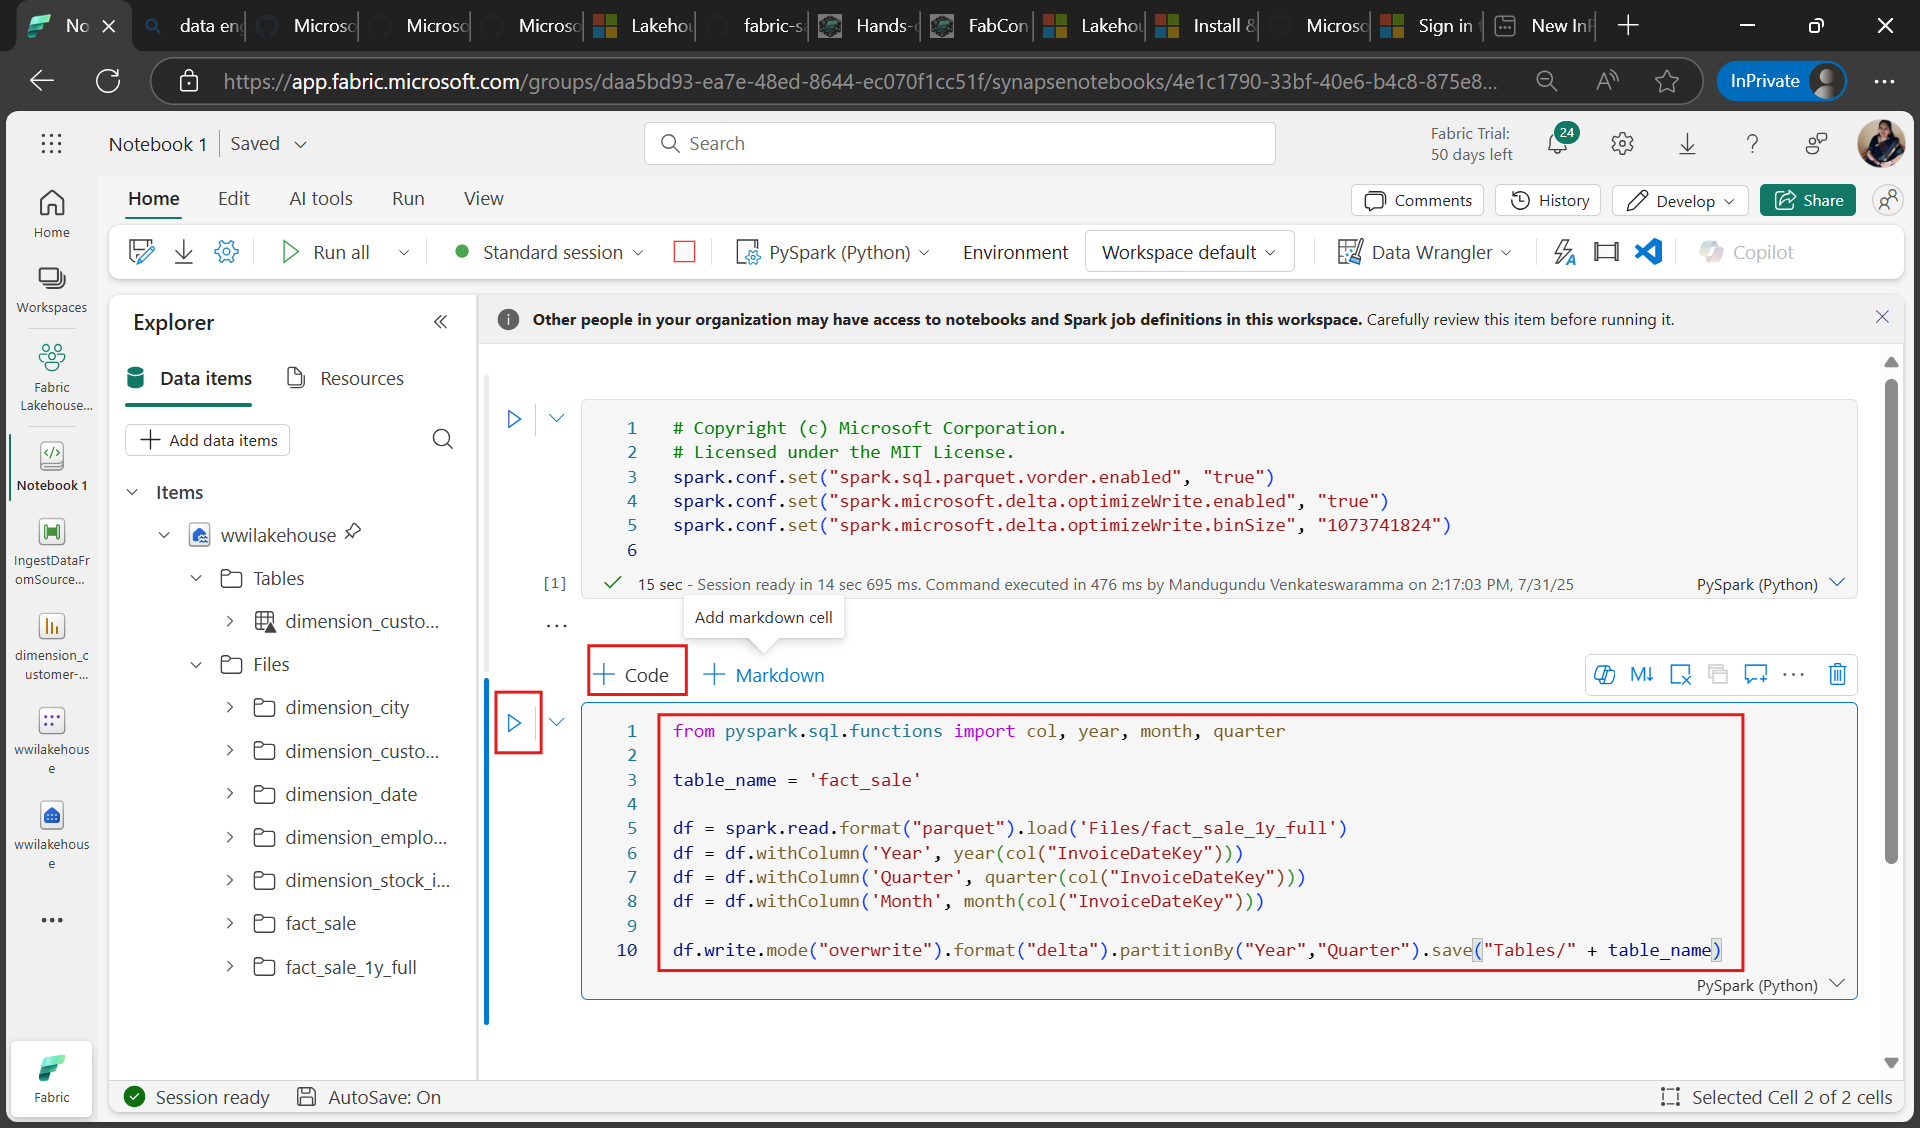 No
data en
Microso
Microso
Microso
Lakehou
fabric-s
Hands-
FabCon
Lakehou
Install &
Microso
Sign in
New InP
https://app.fabric.microsoft.com/groups/daa5bd93-ea7e-48ed-8644-ec070f1cc51f/synapsenotebooks/4e1c1790-33bf-40e6-b4c8-875e8...
InPrivate
Notebook 1
Saved
Search
Fabric Trial:
50 days left
24
Home
Edit
AI tools
Run
View
Comments
History
Develop
Share
Run all
Standard session
PySpark (Python)
Environment
Workspace default
Data Wrangler
Copilot
Home
Workspaces
Fabric
Lakehouse...
Notebook 1
IngestDataFr
omSource...
dimension_c
ustomer-...
wwilakehous
e
wwilakehous
e
Fabric
Explorer
Data items
Resources
Add data items
Items
wwilakehouse
Tables
dimension_custo...
Files
dimension_city
dimension_custo...
dimension_date
dimension_emplo...
dimension_stock_i...
fact_sale
fact_sale_1y_full
Other people in your organization may have access to notebooks and Spark job definitions in this workspace. Carefully review this item before running it.
1 # Copyright (c) Microsoft Corporation.
2 # Licensed under the MIT License.
3 spark.conf.set("spark.sql.parquet.vorder.enabled", "true")
4 spark.conf.set("spark.microsoft.delta.optimizeWrite.enabled", "true")
5 spark.conf.set("spark.microsoft.delta.optimizeWrite.binSize", "1073741824")
6
[1]
15 sec - Session ready in 14 sec 695 ms. Command executed in 476 ms by Mandugundu Venkateswaramma on 2:17:03 PM, 7/31/25
PySpark (Python)
Add markdown cell
Code
Markdown
M↓
1 from pyspark.sql.functions import col, year, month, quarter
2
3 table_name = 'fact_sale'
4
5 df = spark.read.format("parquet").load('Files/fact_sale_1y_full')
6 df = df.withColumn('Year', year(col("InvoiceDateKey")))
7 df = df.withColumn('Quarter', quarter(col("InvoiceDateKey")))
8 df = df.withColumn('Month', month(col("InvoiceDateKey")))
9
10 df.write.mode("overwrite").format("delta").partitionBy("Year","Quarter").save("Tables/" + table_name)
PySpark (Python)
Session ready
AutoSave: On
Selected Cell 2 of 2 cells